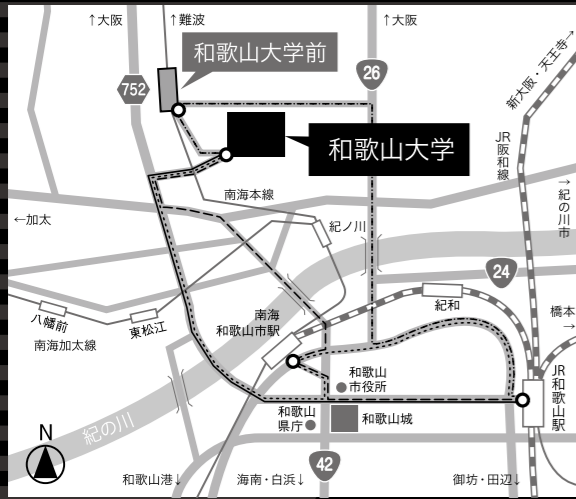 ↑大阪
↑難波
↑大阪
和歌山大学前
新大阪・天王寺→
26
752
和歌山大学
JR
阪和線
→紀の川市
南海本線
←加太
紀ノ川
24
八幡前
東松江
南海加太線
南海
和歌山市駅
紀和
橋本
→
和歌山
市役所
JR和歌山駅
和歌山
県庁
和歌山城
紀の川
N
42
和歌山港↓
海南・白浜↓
御坊・田辺↓